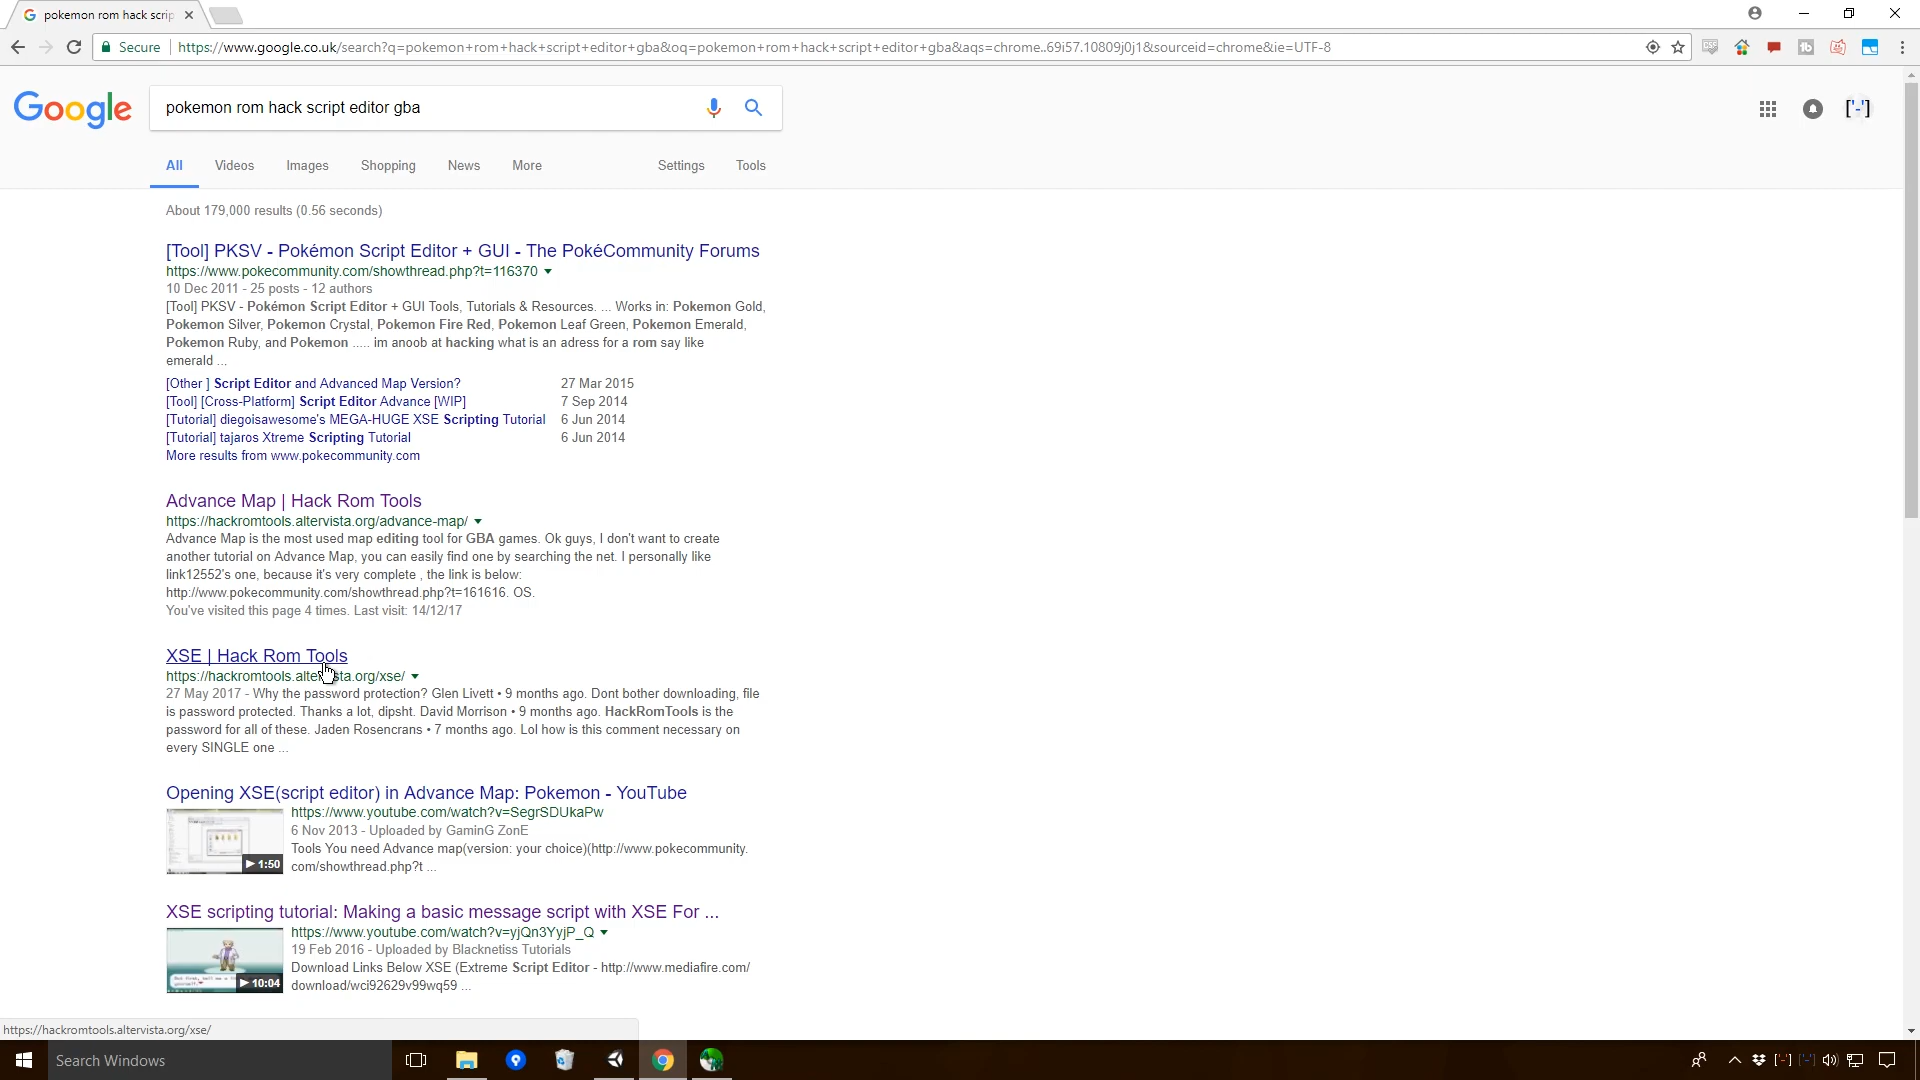 pokemon rom hack scrip
Secure
https://www.google.co.uk/search?q=pokemon+rom+hack+script+editor+gba&oq=pokemon+rom+hack+script+editor+gba&aqs=chrome..69i57.10809j0j1&sourceid=chrome&ie=UTF-8
Google
pokemon rom hack script editor gba
['-']
All Videos Images Shopping News More Settings Tools
About 179,000 results (0.56 seconds)
[Tool] PKSV - Pokémon Script Editor + GUI - The PokéCommunity Forums
https://www.pokecommunity.com/showthread.php?t=116370
10 Dec 2011 - 25 posts - 12 authors
[Tool] PKSV - Pokémon Script Editor + GUI Tools, Tutorials & Resources. ... Works in: Pokemon Gold,
Pokemon Silver, Pokemon Crystal, Pokemon Fire Red, Pokemon Leaf Green, Pokemon Emerald,
Pokemon Ruby, and Pokemon ..... im anoob at hacking what is an adress for a rom say like
emerald ...
[Other ] Script Editor and Advanced Map Version? 27 Mar 2015
[Tool] [Cross-Platform] Script Editor Advance [WIP] 7 Sep 2014
[Tutorial] diegoisawesome's MEGA-HUGE XSE Scripting Tutorial 6 Jun 2014
[Tutorial] tajaros Xtreme Scripting Tutorial 6 Jun 2014
More results from www.pokecommunity.com
Advance Map | Hack Rom Tools
https://hackromtools.altervista.org/advance-map/
Advance Map is the most used map editing tool for GBA games. Ok guys, I don't want to create
another tutorial on Advance Map, you can easily find one by searching the net. I personally like
link12552's one, because it's very complete , the link is below:
http://www.pokecommunity.com/showthread.php?t=161616. OS.
You've visited this page 4 times. Last visit: 14/12/17
XSE | Hack Rom Tools
https://hackromtools.altervista.org/xse/
27 May 2017 - Why the password protection? Glen Livett • 9 months ago. Dont bother downloading, file
is password protected. Thanks a lot, dipsht. David Morrison • 9 months ago. HackRomTools is the
password for all of these. Jaden Rosencrans • 7 months ago. Lol how is this comment necessary on
every SINGLE one ...
Opening XSE(script editor) in Advance Map: Pokemon - YouTube
https://www.youtube.com/watch?v=SegrSDUkaPw
6 Nov 2013 - Uploaded by GaminG ZonE
Tools You need Advance map(version: your choice)(http://www.pokecommunity.
com/showthread.php?t ...
1:50
XSE scripting tutorial: Making a basic message script with XSE For ...
https://www.youtube.com/watch?v=yjQn3YyjP_Q
19 Feb 2016 - Uploaded by Blacknetiss Tutorials
Download Links Below XSE (Extreme Script Editor - http://www.mediafire.com/
download/wci92629v99wq59 ...
10:04
https://hackromtools.altervista.org/xse/
Search Windows